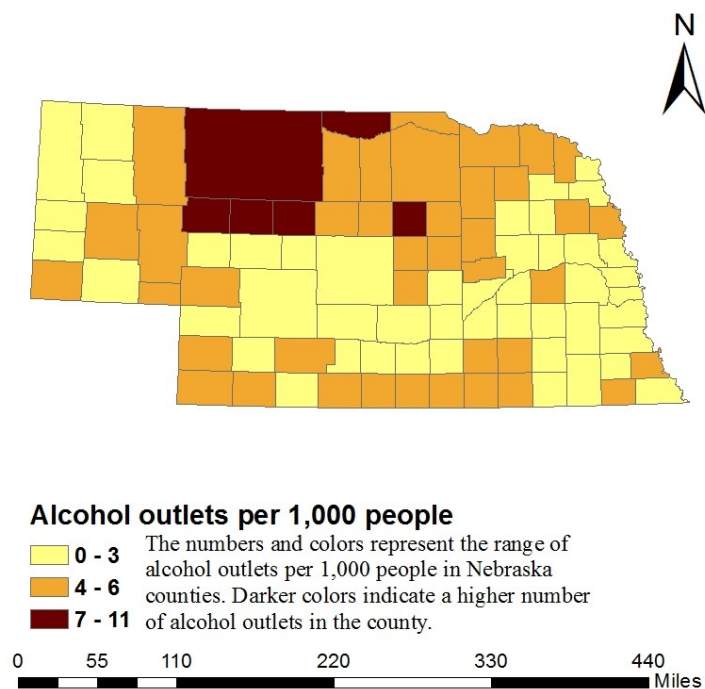 N
Alcohol outlets per 1,000 people
0 - 3
4 - 6
7 - 11
The numbers and colors represent the range of
alcohol outlets per 1,000 people in Nebraska
counties. Darker colors indicate a higher number
of alcohol outlets in the county.
0 55 110 220 330 440
Miles